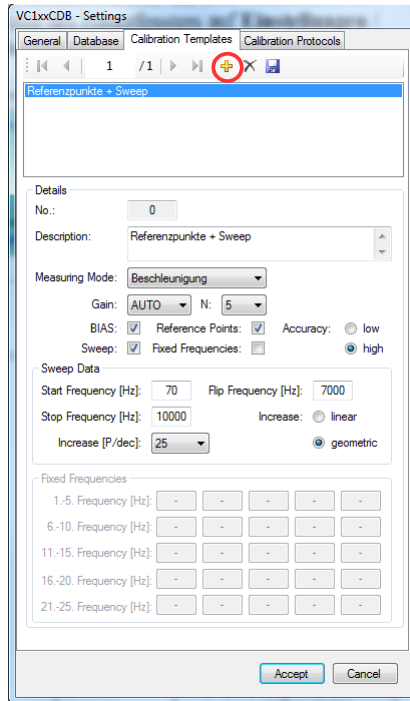 VC1xxCDB - Settings
General Database Calibration Templates Calibration Protocols
1 /1
Referenzpunkte + Sweep
Details
No.: 0
Description: Referenzpunkte + Sweep
Measuring Mode: Beschleunigung
Gain: AUTO N: 5
BIAS: Reference Points: Accuracy: low
Sweep: Fixed Frequencies: high
Sweep Data
Start Frequency [Hz]: 70 Flip Frequency [Hz]: 7000
Stop Frequency [Hz]: 10000 Increase: linear
Increase [P/dec]: 25 geometric
Fixed Frequencies
1.-5. Frequency [Hz]: - - - - -
6.-10. Frequency [Hz]: - - - - -
11.-15. Frequency [Hz]: - - - - -
16.-20. Frequency [Hz]: - - - - -
21.-25. Frequency [Hz]: - - - - -
Accept Cancel